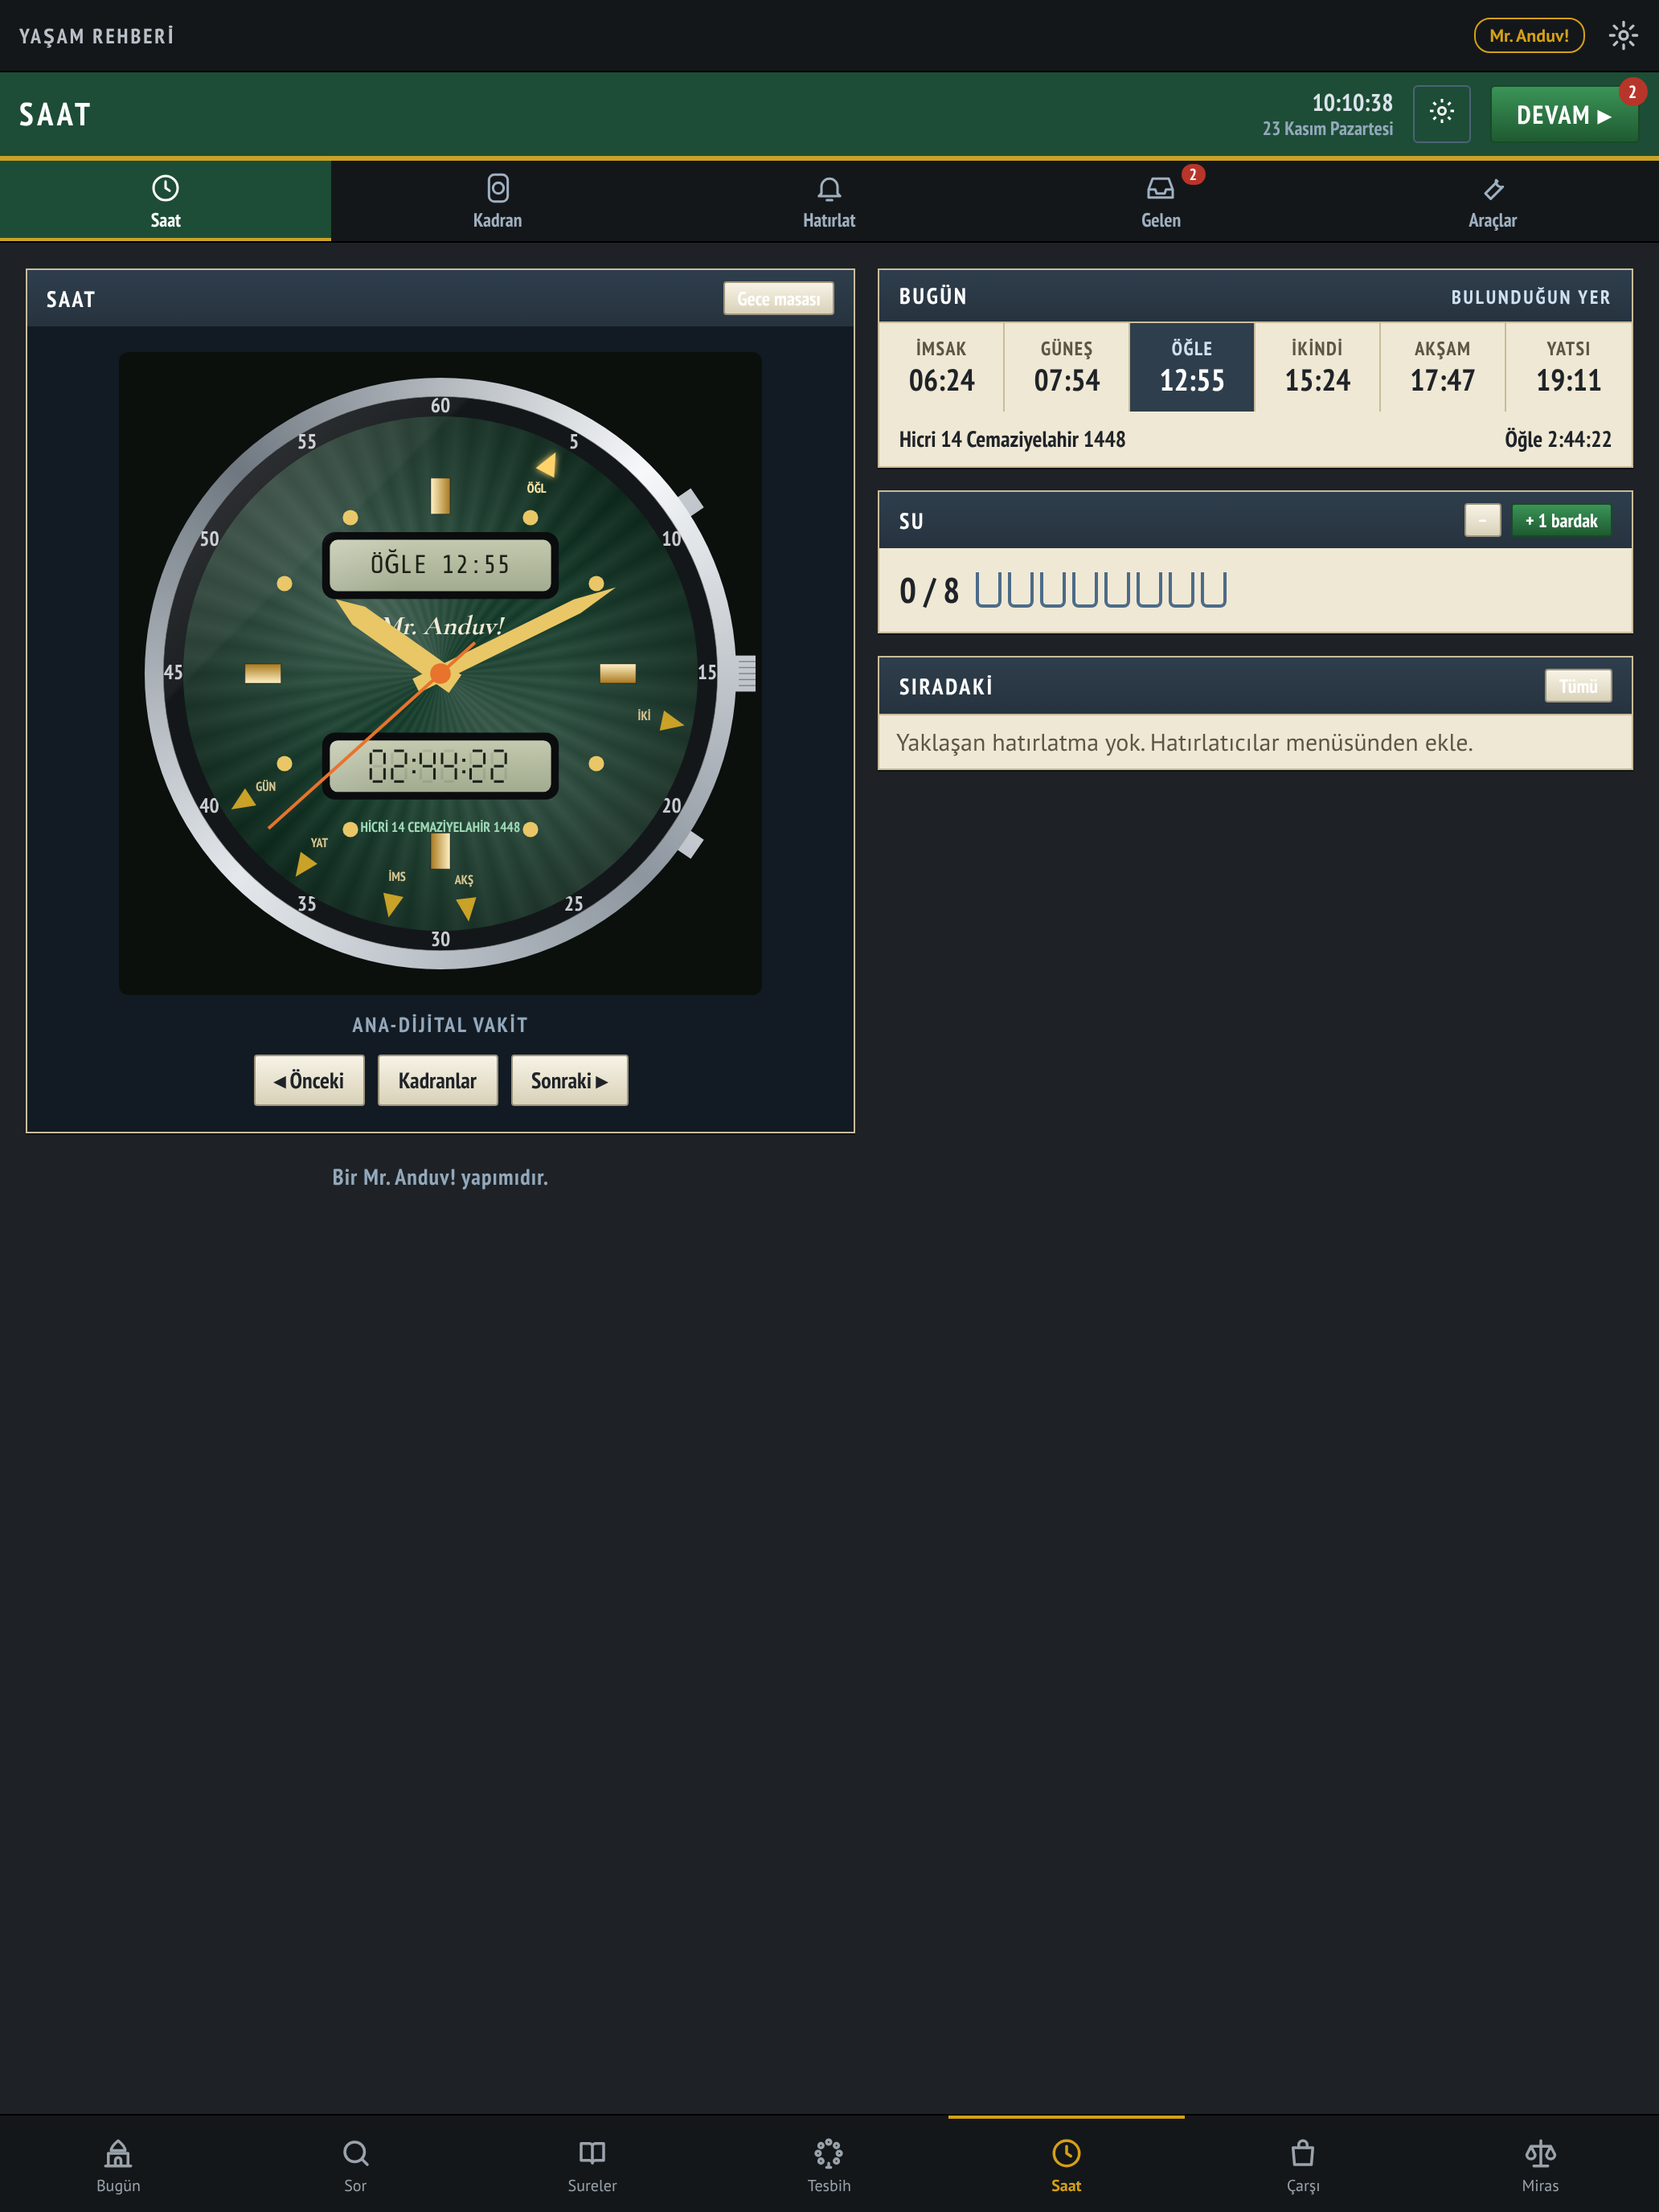 YAŞAM REHBERİ
Mr. Anduv!
SAAT
10:10:38
23 Kasım Pazartesi
DEVAM ▶
2
Saat
Kadran
Hatırlat
Gelen
2
Araçlar
SAAT
Gece masası
60
5
10
15
20
25
30
35
40
45
50
55
ÖĞL
ÖĞLE 12:55
Mr. Anduv!
İKİ
02:44:22
GÜN
HİCRİ 14 CEMAZİYELAHİR 1448
YAT
İMS
AKŞ
ANA-DİJİTAL VAKİT
◀ Önceki
Kadranlar
Sonraki ▶
Bir Mr. Anduv! yapımıdır.
BUGÜN
BULUNDUĞUN YER
İMSAK
06:24
GÜNEŞ
07:54
ÖĞLE
12:55
İKİNDİ
15:24
AKŞAM
17:47
YATSI
19:11
Hicri 14 Cemaziyelahir 1448
Öğle 2:44:22
SU
−
+ 1 bardak
0 / 8
SIRADAKİ
Tümü
Yaklaşan hatırlatma yok. Hatırlatıcılar menüsünden ekle.
Bugün
Sor
Sureler
Tesbih
Saat
Çarşı
Miras